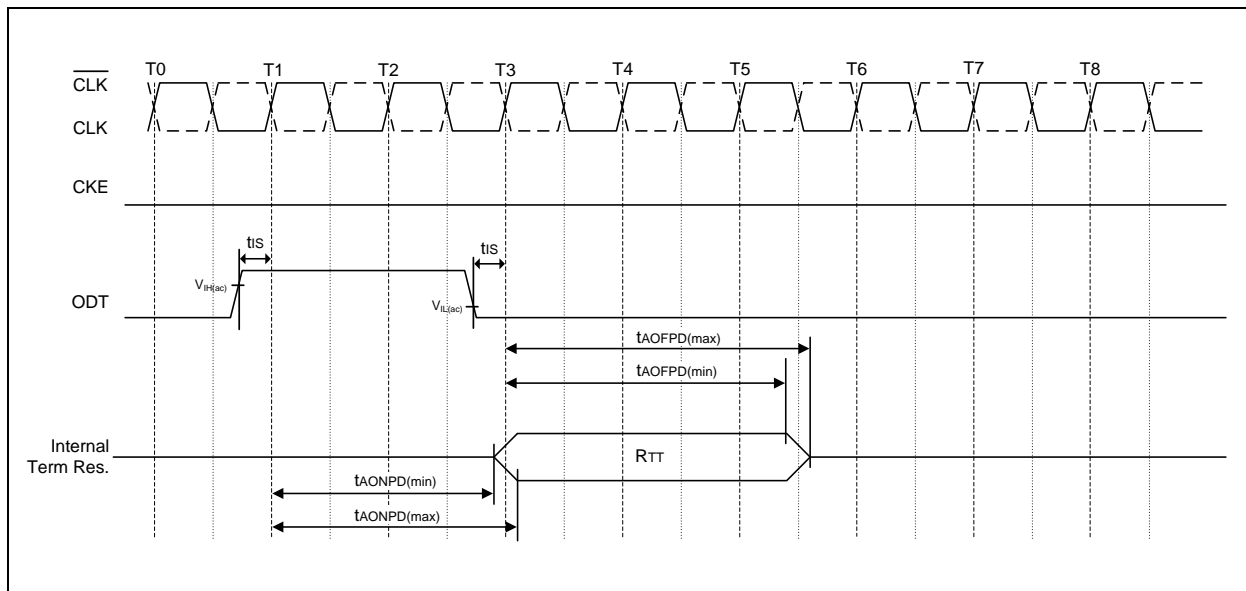 T0 T1 T2 T3 T4 T5 T6 T7 T8
CLK
CLK
CKE
tIS tIS
VIH(ac)
ODT
VIL(ac)
tAOFPD(max)
tAOFPD(min)
Internal
Term Res.
RTT
tAONPD(min)
tAONPD(max)